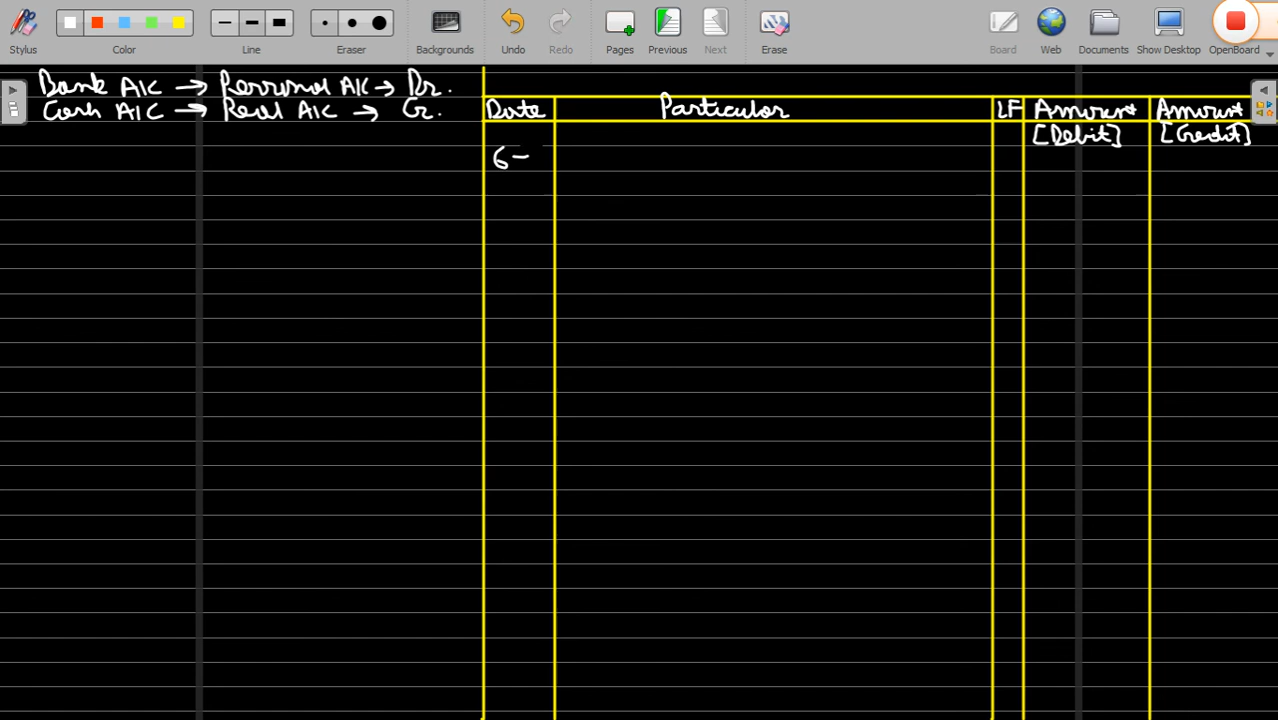 Stylus Color Line Eraser Backgrounds Undo Redo Pages Previous Next Erase Board Web Documents Show Desktop OpenBoard
Bank A/C → Personal A/C → Dr.
Cash A/C → Real A/C → Cr.
Date Particular LF Amount Amount
[Debit] [Credit]
6-